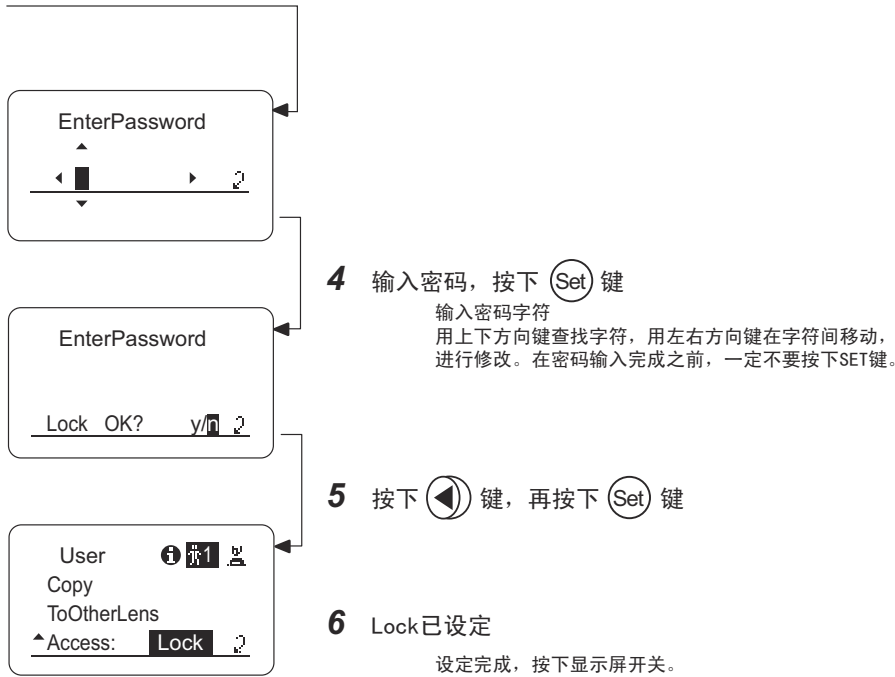 EnterPassword
4 输入密码，按下 Set 键
输入密码字符
用上下方向键查找字符，用左右方向键在字符间移动，
进行修改。在密码输入完成之前，一定不要按下SET键。
EnterPassword
Lock OK? y/n
5 按下 键，再按下 Set 键
User 1
Copy
ToOtherLens
Access: Lock
6 Lock已设定
设定完成，按下显示屏开关。